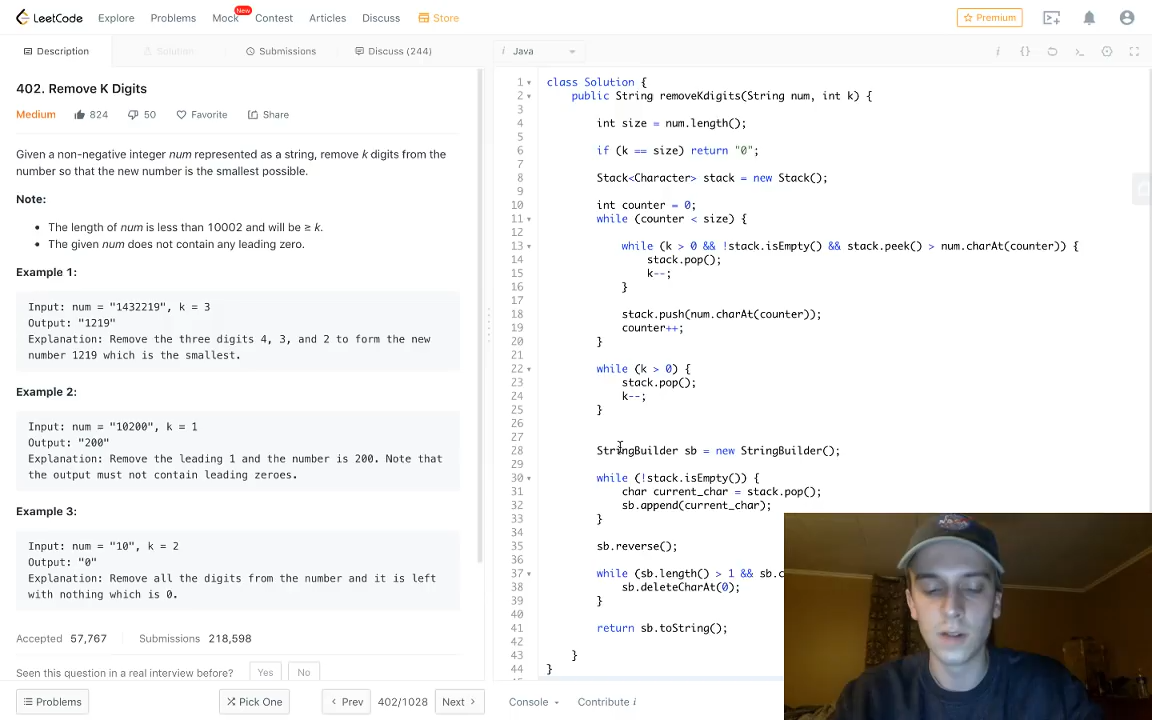 LeetCode Explore Problems Mock New Contest Articles Discuss Store Premium
Description Solution Submissions Discuss (244)
402. Remove K Digits
Medium 824 50 Favorite Share
Given a non-negative integer num represented as a string, remove k digits from the
number so that the new number is the smallest possible.
Note:
• The length of num is less than 10002 and will be ≥ k.
• The given num does not contain any leading zero.
Example 1:
Input: num = "1432219", k = 3
Output: "1219"
Explanation: Remove the three digits 4, 3, and 2 to form the new
number 1219 which is the smallest.
Example 2:
Input: num = "10200", k = 1
Output: "200"
Explanation: Remove the leading 1 and the number is 200. Note that
the output must not contain leading zeroes.
Example 3:
Input: num = "10", k = 2
Output: "0"
Explanation: Remove all the digits from the number and it is left
with nothing which is 0.
Accepted 57,767 Submissions 218,598
Seen this question in a real interview before? Yes No
Problems Pick One Prev 402/1028 Next
i Java
1 class Solution {
2 public String removeKdigits(String num, int k) {
3
4 int size = num.length();
5
6 if (k == size) return "0";
7
8 Stack<Character> stack = new Stack();
9
10 int counter = 0;
11 while (counter < size) {
12
13 while (k > 0 && !stack.isEmpty() && stack.peek() > num.charAt(counter)) {
14 stack.pop();
15 k--;
16 }
17
18 stack.push(num.charAt(counter));
19 counter++;
20 }
21
22 while (k > 0) {
23 stack.pop();
24 k--;
25 }
26
27
28 StringBuilder sb = new StringBuilder();
29
30 while (!stack.isEmpty()) {
31 char current_char = stack.pop();
32 sb.append(current_char);
33 }
34
35 sb.reverse();
36
37 while (sb.length() > 1 && sb.c
38 sb.deleteCharAt(0);
39 }
40
41 return sb.toString();
42
43 }
44 }
Console Contribute i